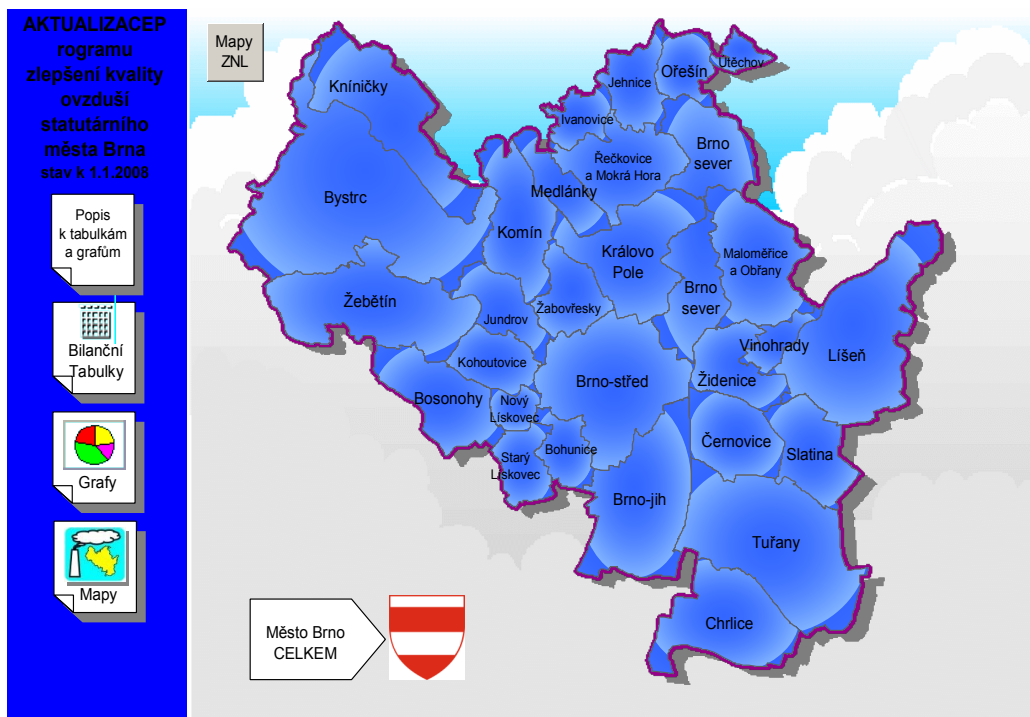 AKTUALIZACEP
rogramu
zlepšení kvality
ovzduší
statutárního
města Brna
stav k 1.1.2008
Popis
k tabulkám
a grafům
Bilanční
Tabulky
Grafy
Mapy
Mapy
ZNL
Kníničky
Bystrc
Žebětín
Bosonohy
Komín
Medlánky
Ivanovice
Jehnice
Ořešín
Útěchov
Řečkovice
a Mokrá Hora
Brno
sever
Královo
Pole
Brno
sever
Maloměřice
a Obřany
Jundrov
Žabovřesky
Kohoutovice
Nový
Lískovec
Starý
Lískovec
Bohunice
Brno-střed
Vinohrady
Židenice
Líšeň
Černovice
Slatina
Brno-jih
Tuřany
Chrlice
Město Brno
CELKEM